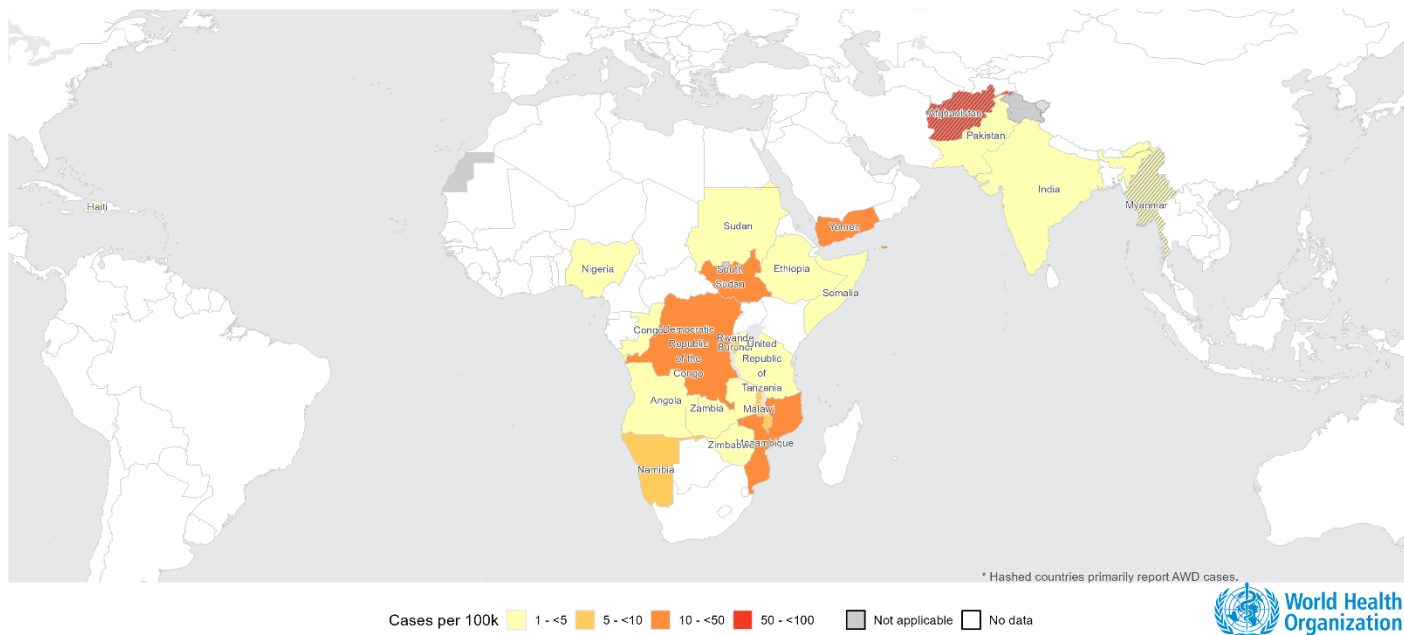 Afghanistan
Pakistan
Haiti
India
Myanmar
Sudan
Yemen
Nigeria
South
Sudan
Ethiopia
Somalia
Congo
Democratic
Republic
of the
Congo
Rwanda
Burundi
United
Republic
of
Tanzania
Angola
Zambia
Malawi
Zimbabwe
Mozambique
Namibia
* Hashed countries primarily report AWD cases.
Cases per 100k 1 - <5 5 - <10 10 - <50 50 - <100 Not applicable No data
World Health
Organization